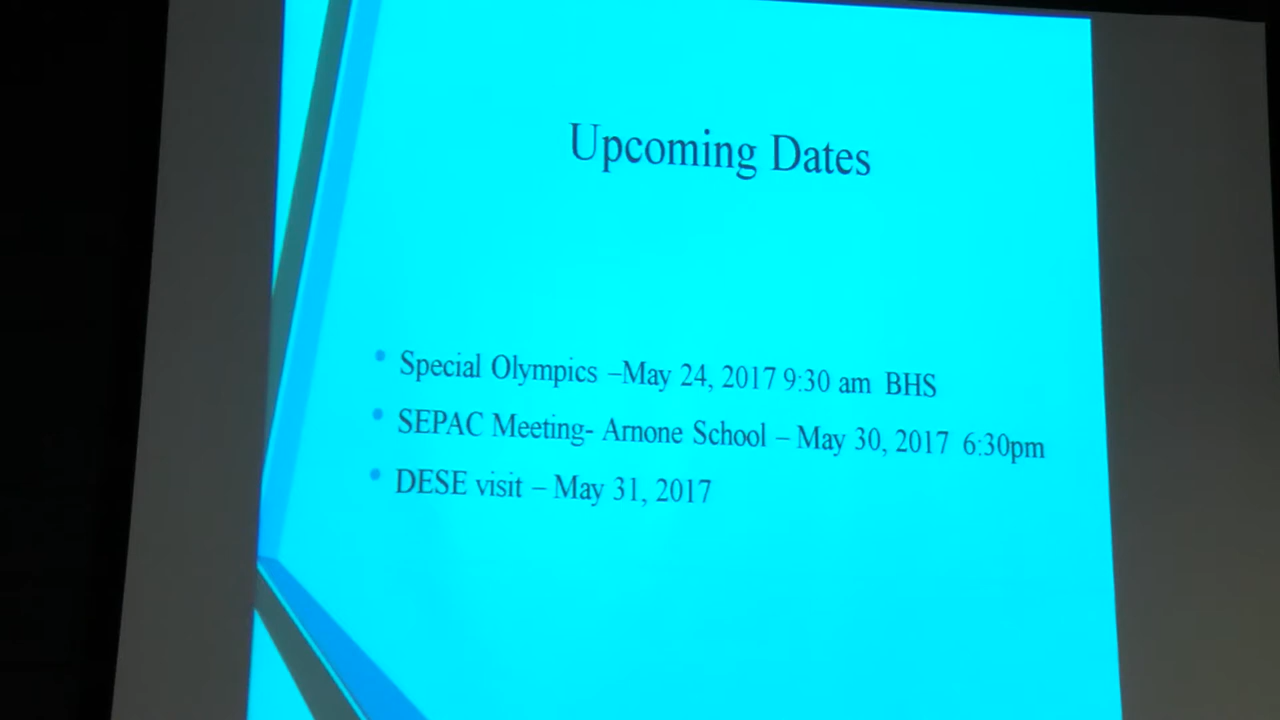 Upcoming Dates
• Special Olympics –May 24, 2017 9:30 am BHS
• SEPAC Meeting- Arnone School – May 30, 2017 6:30pm
• DESE visit – May 31, 2017